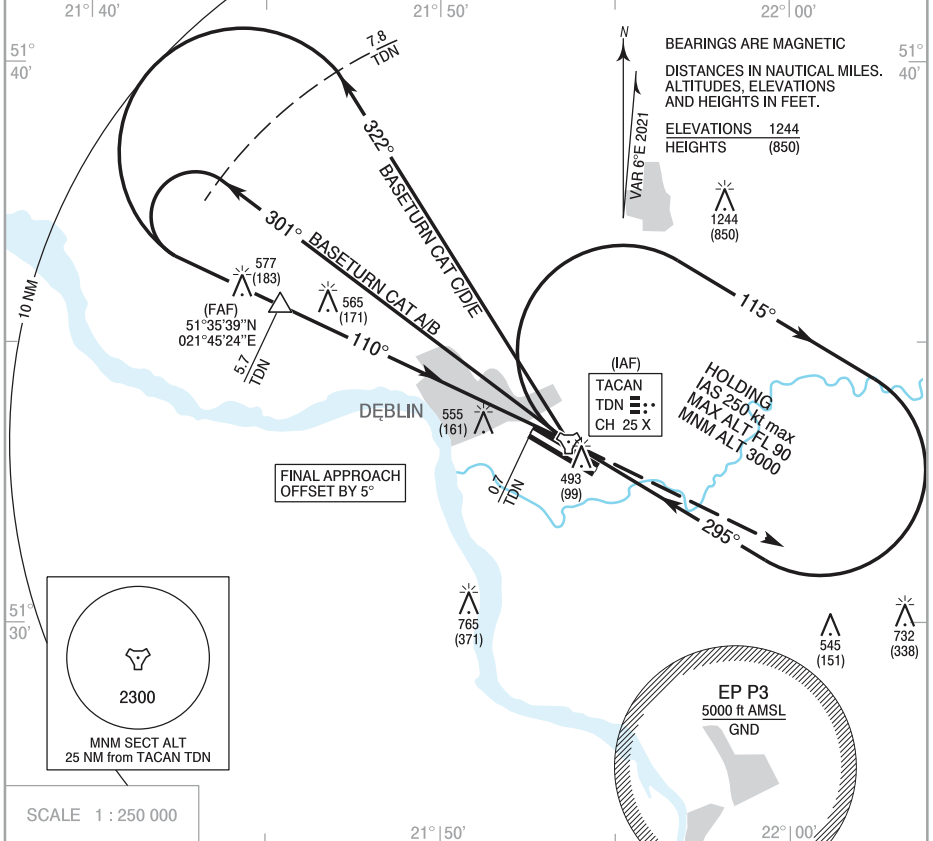 21° 40'
21° 50'
22° 00'
51°
40'
51°
40'
N
VAR 6°E 2021
BEARINGS ARE MAGNETIC
DISTANCES IN NAUTICAL MILES.
ALTITUDES, ELEVATIONS
AND HEIGHTS IN FEET.
ELEVATIONS 1244
HEIGHTS (850)
7.8
TDN
322° BASETURN CAT C/D/E
301° BASETURN CAT A/B
1244
(850)
577
(183)
565
(171)
(FAF)
51°35'39"N
021°45'24"E
5.7
TDN
110°
10 NM
115°
HOLDING
IAS 250 kt max
MAX ALT FL 90
MNM ALT 3000
(IAF)
TACAN
TDN
CH 25 X
DĘBLIN
555
(161)
FINAL APPROACH
OFFSET BY 5°
0.7
TDN
493
(99)
295°
51°
30'
765
(371)
545
(151)
732
(338)
2300
MNM SECT ALT
25 NM from TACAN TDN
EP P3
5000 ft AMSL
GND
SCALE 1 : 250 000
21° 50'
22° 00'